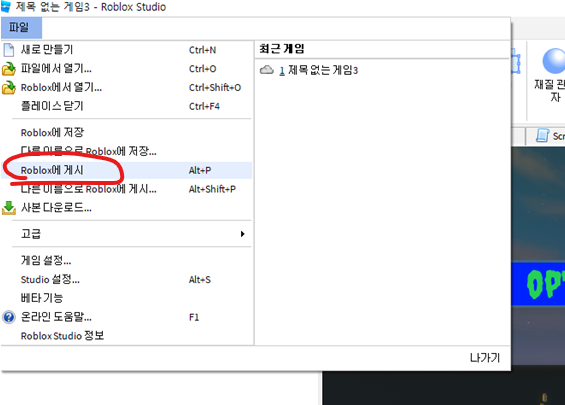 제목 없는 게임3 - Roblox Studio
파일
새로 만들기 Ctrl+N
파일에서 열기... Ctrl+O
Roblox에서 열기... Ctrl+Shift+O
플레이스 닫기 Ctrl+F4
Roblox에 저장
다른 이름으로 Roblox에 저장...
Roblox에 게시 Alt+P
다른 이름으로 Roblox에 게시... Alt+Shift+P
사본 다운로드...
고급
게임 설정...
Studio 설정... Alt+S
베타 기능
온라인 도움말... F1
Roblox Studio 정보
최근 게임
1 제목 없는 게임3
나가기
재질 관
자
Scr
OPT